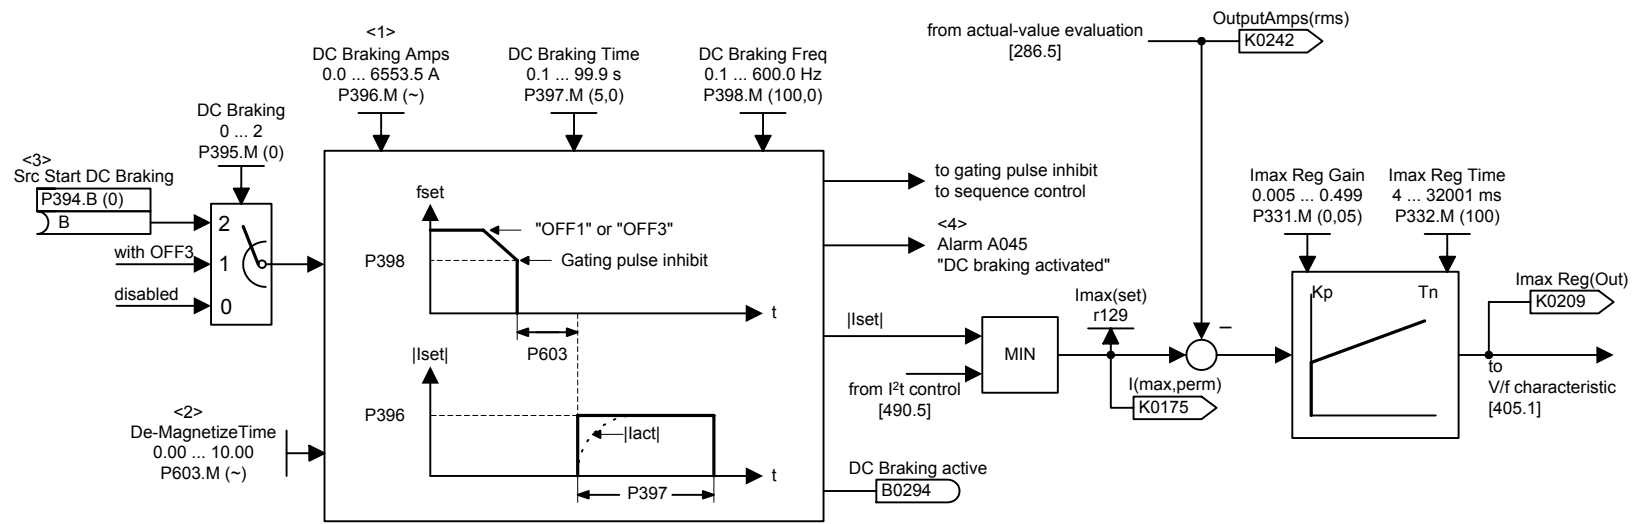 <1>
DC Braking Amps
0.0 ... 6553.5 A
P396.M (~)
DC Braking Time
0.1 ... 99.9 s
P397.M (5,0)
DC Braking Freq
0.1 ... 600.0 Hz
P398.M (100,0)
from actual-value evaluation
[286.5]
OutputAmps(rms)
K0242
DC Braking
0 ... 2
P395.M (0)
<3>
Src Start DC Braking
P394.B (0)
B
with OFF3
disabled
2
1
0
fset
"OFF1" or "OFF3"
P398
Gating pulse inhibit
t
P603
|Iset|
P396
|Iact|
t
P397
<2>
De-MagnetizeTime
0.00 ... 10.00
P603.M (~)
to gating pulse inhibit
to sequence control
<4>
Alarm A045
"DC braking activated"
|Iset|
from I²t control
[490.5]
MIN
Imax(set)
r129
I(max,perm)
K0175
–
Imax Reg Gain
0.005 ... 0.499
P331.M (0,05)
Imax Reg Time
4 ... 32001 ms
P332.M (100)
Kp
Tn
Imax Reg(Out)
K0209
to
V/f characteristic
[405.1]
DC Braking active
B0294